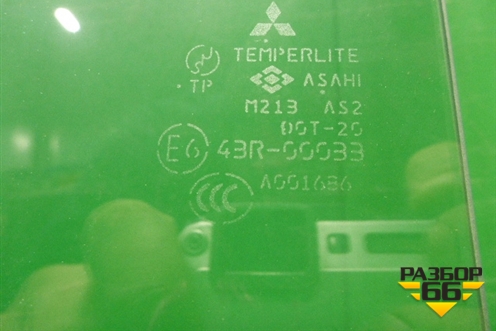 TEMPERLITE
TP ASAHI
M213 AS2
DOT-20
E6 43R-00033
CCC A001686
РАЗБОР
66